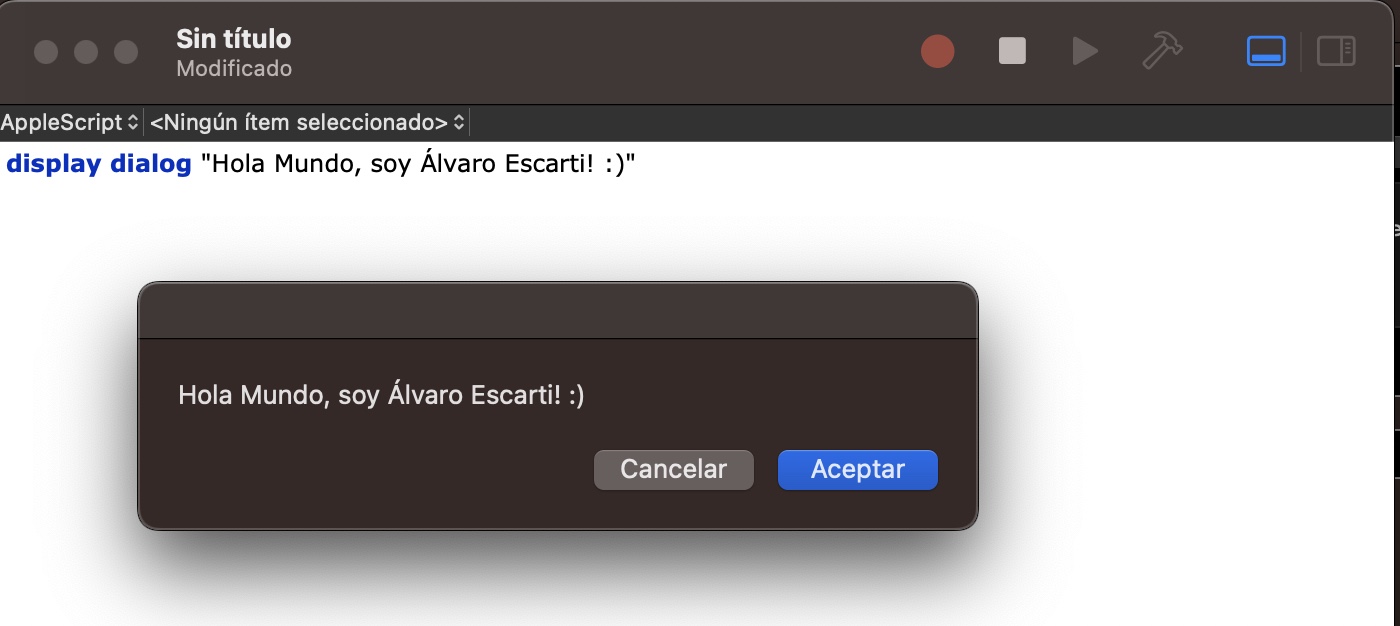 Sin título
Modificado
AppleScript <Ningún ítem seleccionado>
display dialog "Hola Mundo, soy Álvaro Escarti! :)"
Hola Mundo, soy Álvaro Escarti! :)
Cancelar Aceptar